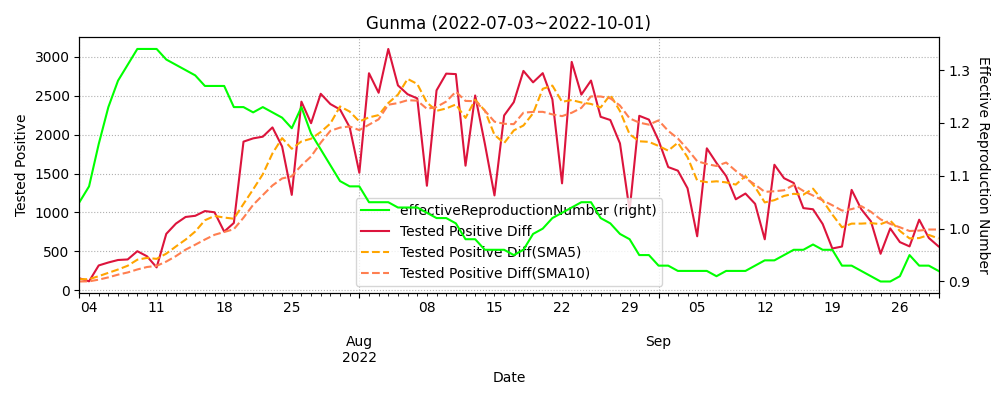 Gunma (2022-07-03~2022-10-01)
3000
2500
2000
1500
1000
500
0
Tested Positive
1.3
1.2
1.1
1.0
0.9
Effective Reproduction Number
effectiveReproductionNumber (right)
Tested Positive Diff
Tested Positive Diff(SMA5)
Tested Positive Diff(SMA10)
04 11 18 25 08 15 22 29 05 12 19 26
Aug Sep
2022
Date